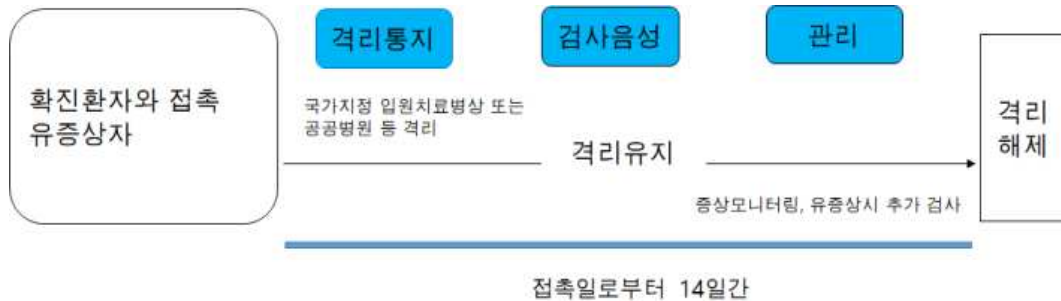 격리통지
검사음성
관리
확진환자와 접촉
유증상자
국가지정 입원치료병상 또는
공공병원 등 격리
격리유지
증상모니터링, 유증상시 추가 검사
격리
해제
접촉일로부터 14일간